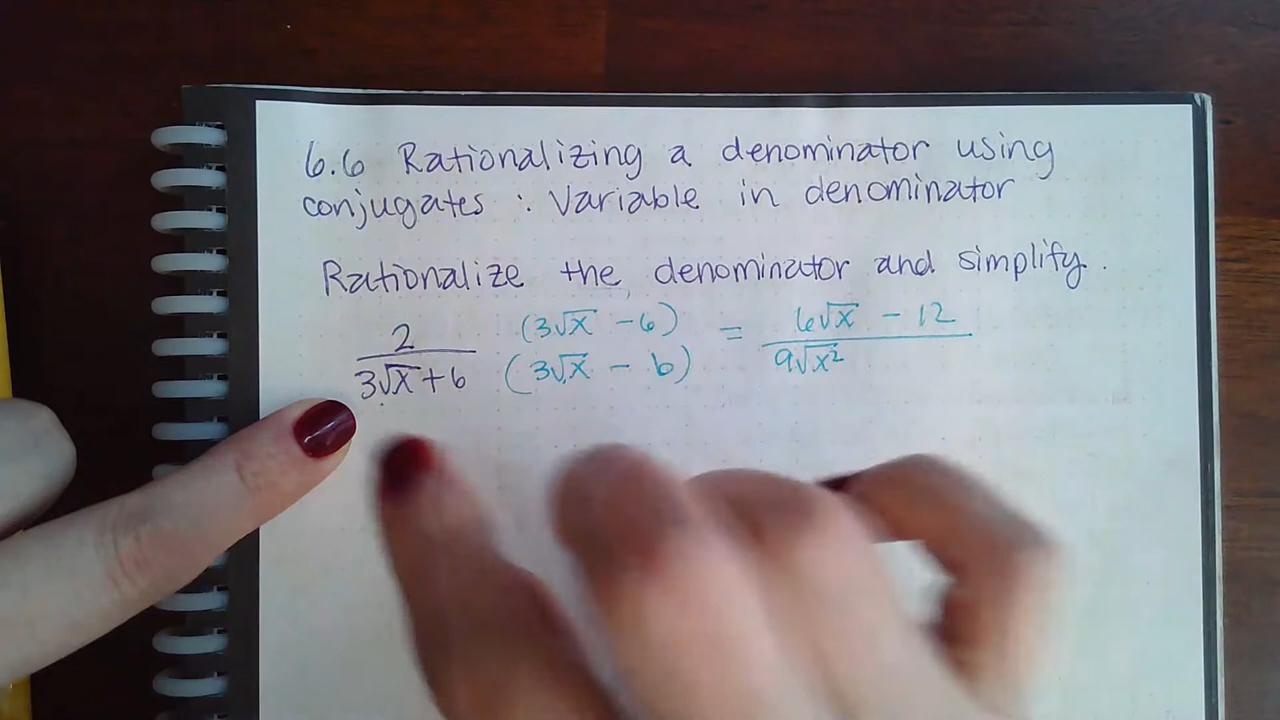 6.6 Rationalizing a denominator using
conjugates : Variable in denominator
Rationalize the denominator and simplify.
2 (3√x - 6) = 6√x - 12
3√x + 6 (3√x - 6) 9√x²